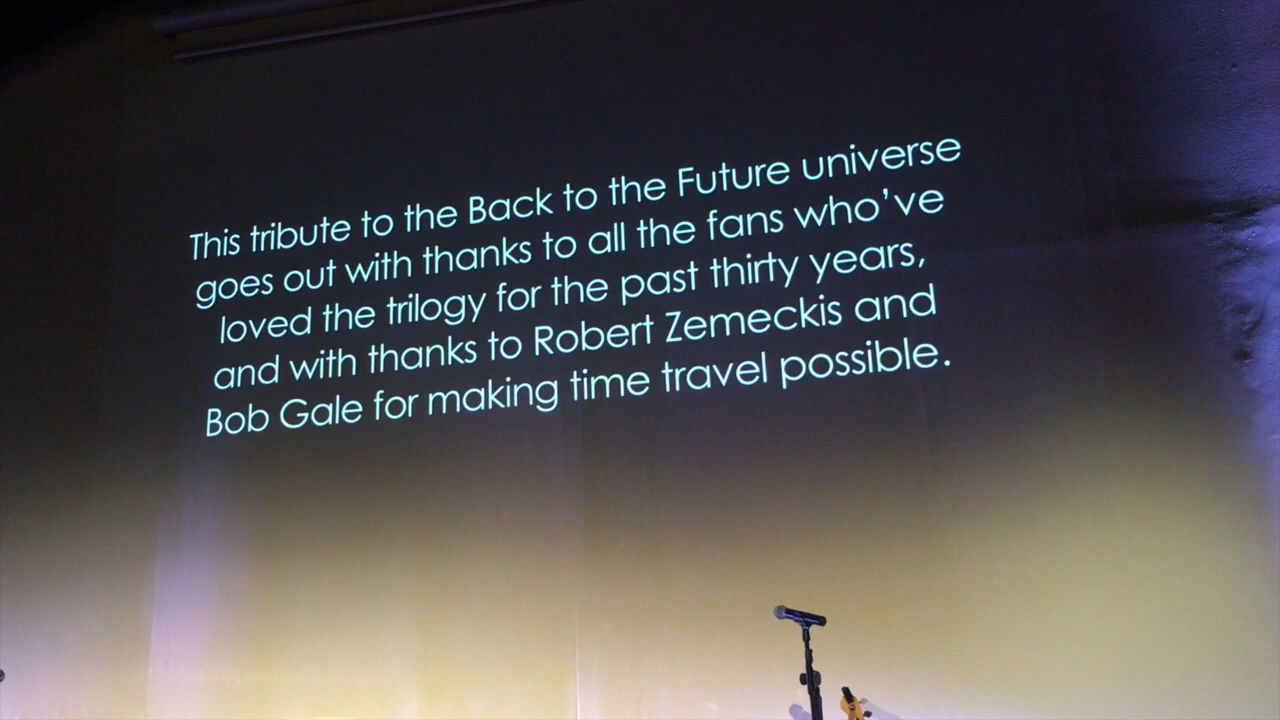 This tribute to the Back to the Future universe
goes out with thanks to all the fans who've
loved the trilogy for the past thirty years,
and with thanks to Robert Zemeckis and
Bob Gale for making time travel possible.